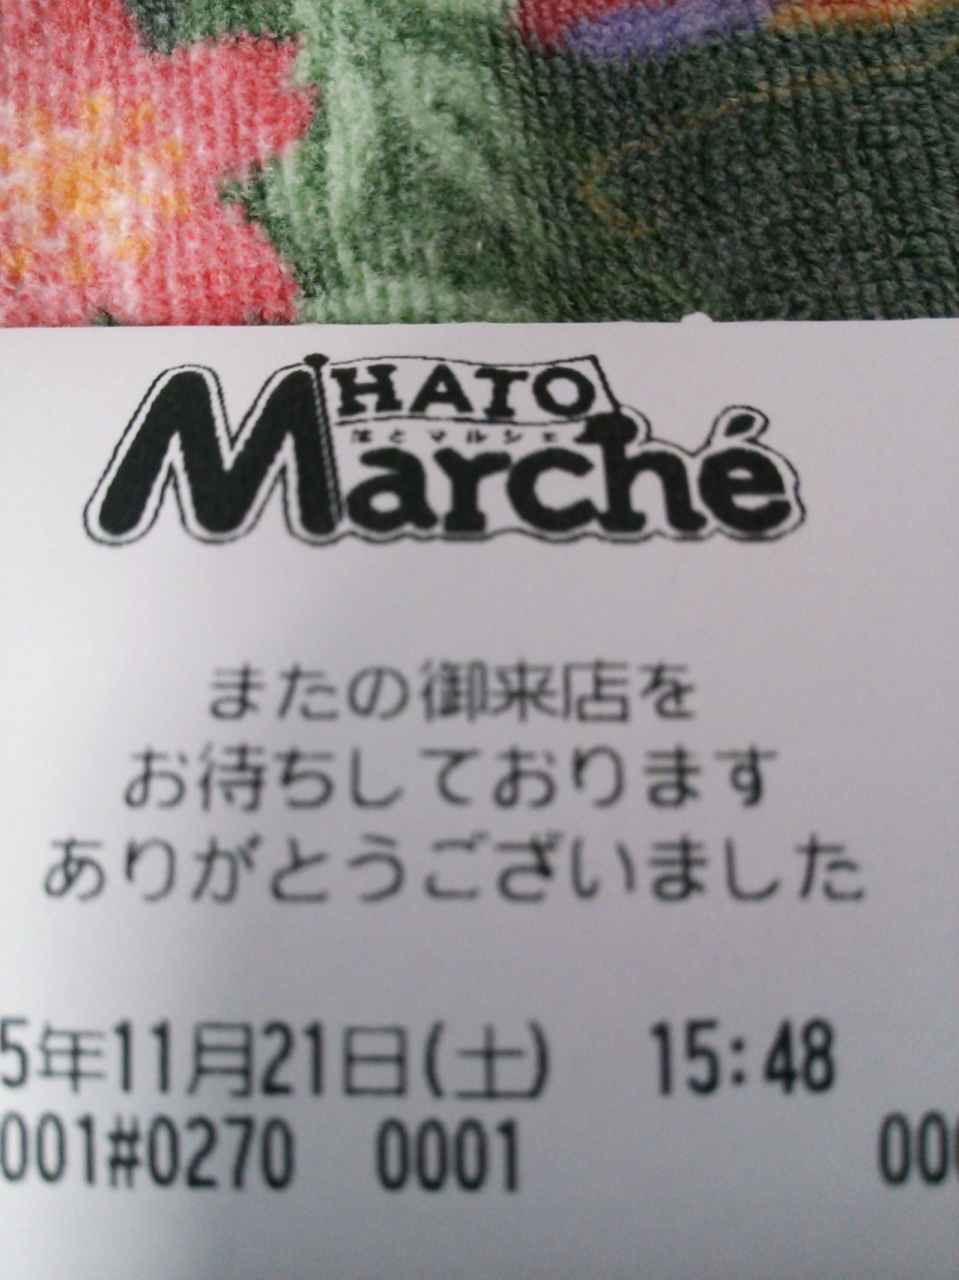 HATO
はとマルシェ
Marché
またの御来店を
お待ちしております
ありがとうございました
5年11月21日(土) 15:48
001#0270 0001 000